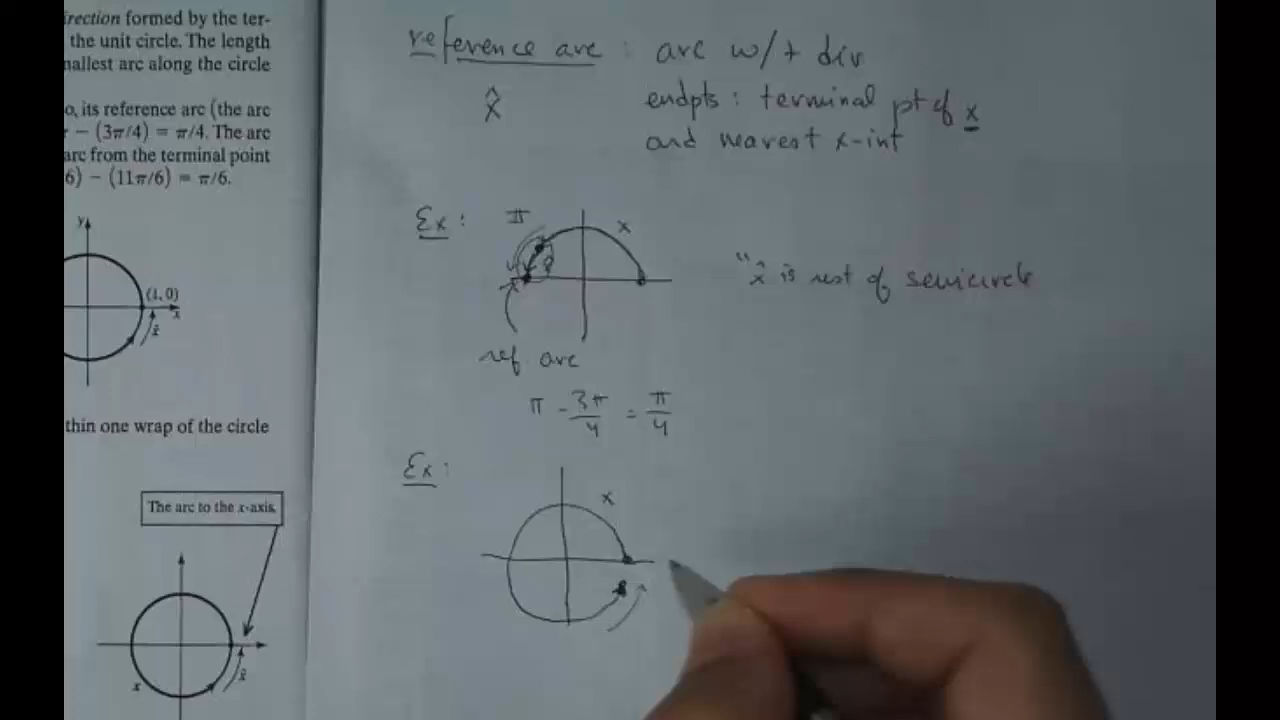 irection formed by the ter-
the unit circle. The length
nallest arc along the circle
o, its reference arc (the arc
− (3π/4) = π/4. The arc
arc from the terminal point
6) − (11π/6) = π/6.
y
(1, 0)
x
x̂
thin one wrap of the circle
The arc to the x-axis
x
x̂
reference arc : arc w/ + dir
x̂
endpts : terminal pt of x
and nearest x-int
Ex :
π
x
"x̂ is rest of semicircle
ref arc
π - 3π/4 = π/4
Ex :
x